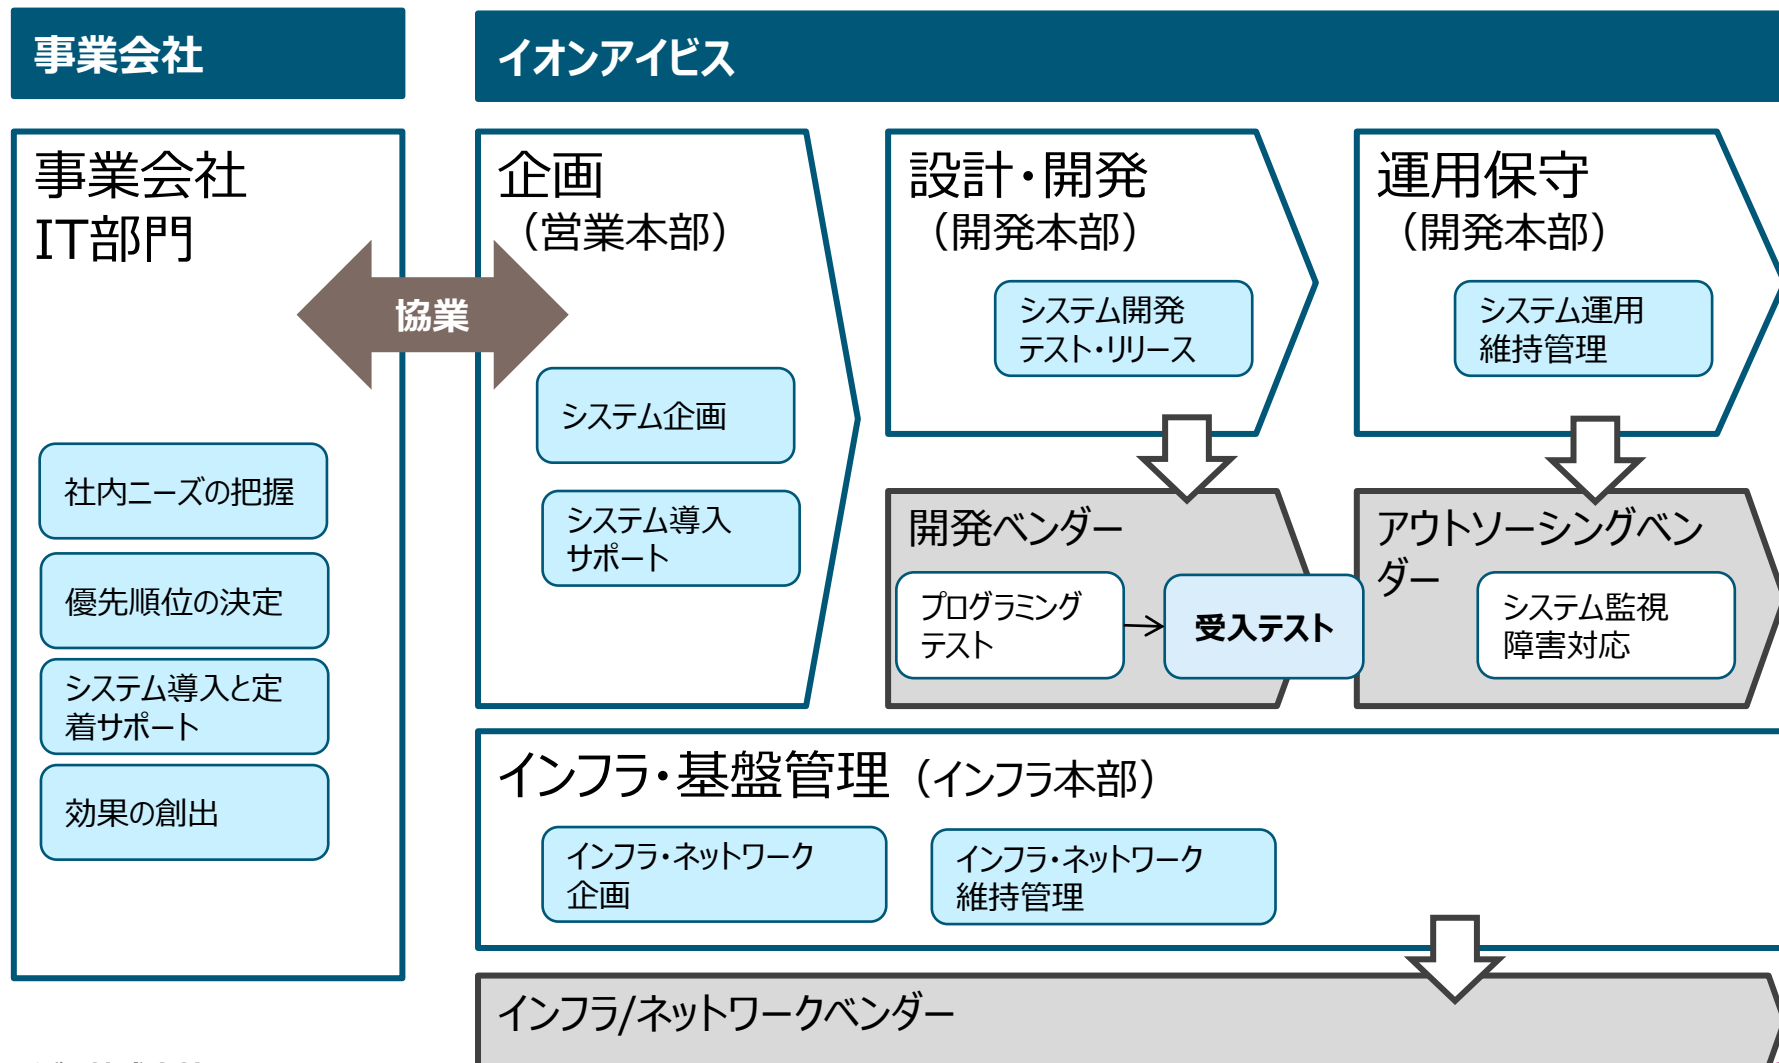 事業会社
イオンアイビス
事業会社
IT部門
協業
社内ニーズの把握
優先順位の決定
システム導入と定
着サポート
効果の創出
企画
（営業本部）
システム企画
システム導入
サポート
設計・開発
（開発本部）
システム開発
テスト・リリース
運用保守
（開発本部）
システム運用
維持管理
開発ベンダー
プログラミング
テスト
受入テスト
アウトソーシングベン
ダー
システム監視
障害対応
インフラ・基盤管理（インフラ本部）
インフラ・ネットワーク
企画
インフラ・ネットワーク
維持管理
インフラ/ネットワークベンダー